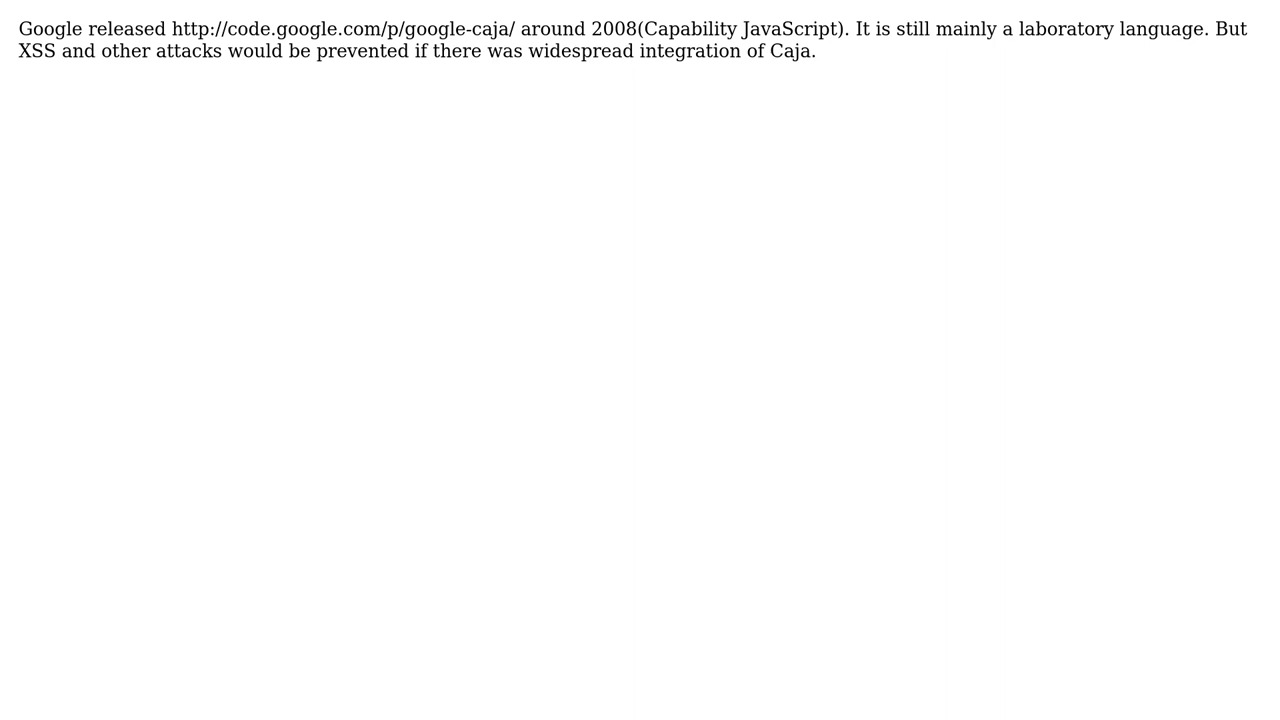 Google released http://code.google.com/p/google-caja/ around 2008(Capability JavaScript). It is still mainly a laboratory language. But
XSS and other attacks would be prevented if there was widespread integration of Caja.